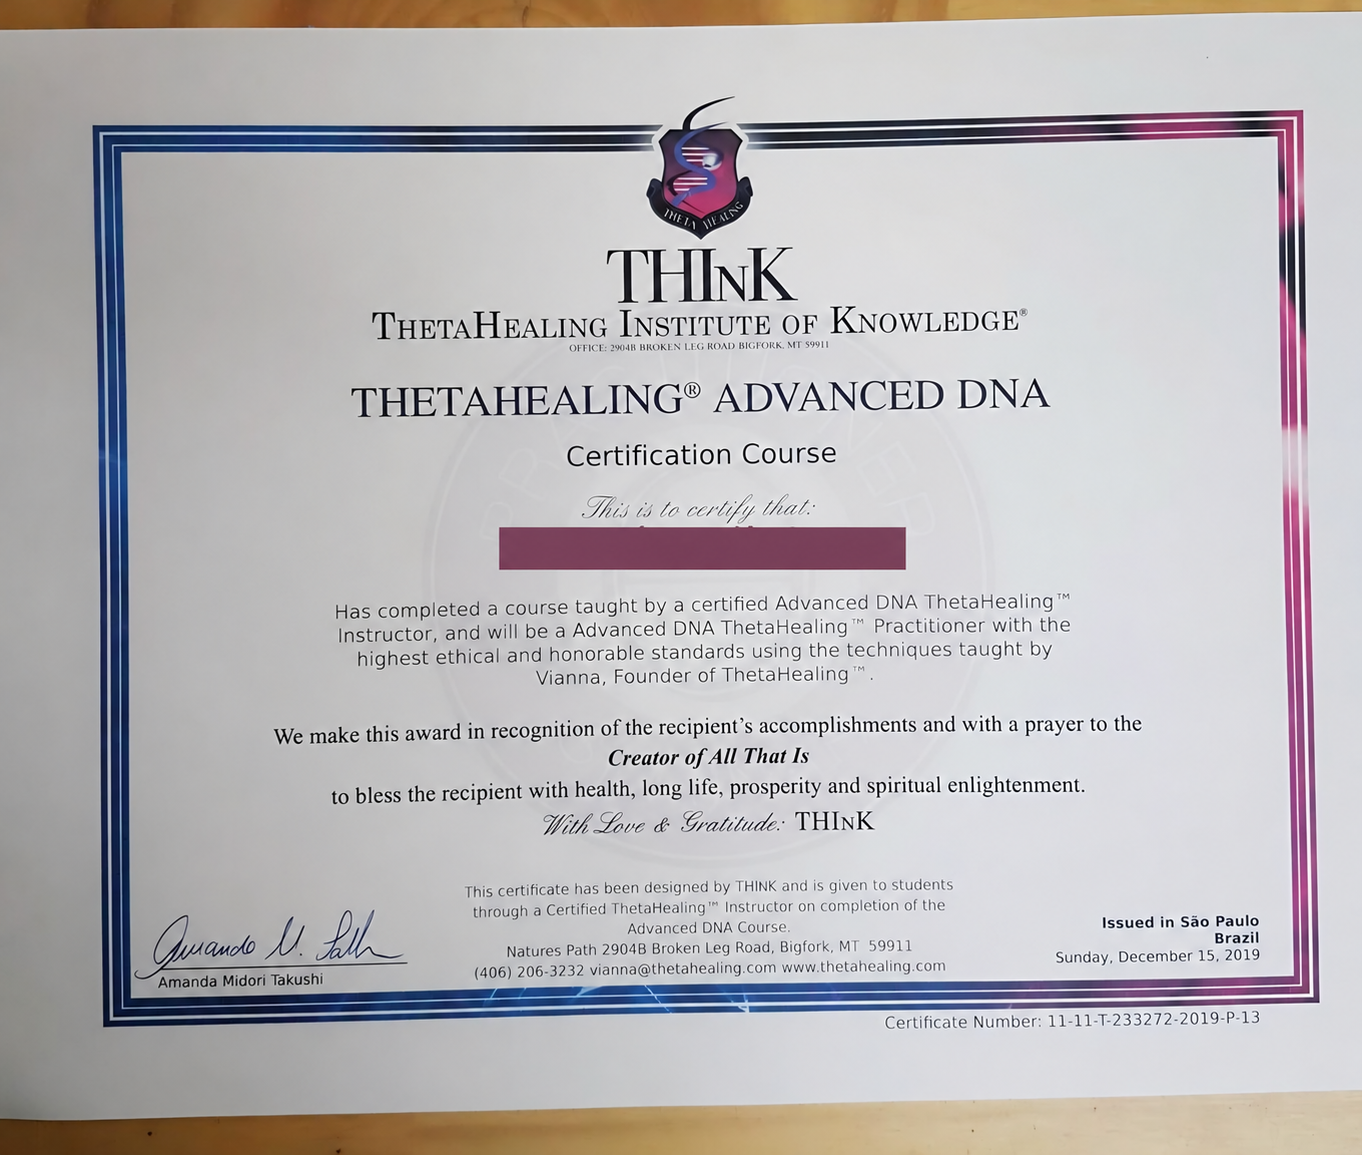 THETA HEALING
THInK
THETAHEALING INSTITUTE OF KNOWLEDGE®
OFFICE: 2904B BROKEN LEG ROAD BIGFORK, MT 59911
THETAHEALING® ADVANCED DNA
Certification Course
This is to certify that:
Has completed a course taught by a certified Advanced DNA ThetaHealing™
Instructor, and will be a Advanced DNA ThetaHealing™ Practitioner with the
highest ethical and honorable standards using the techniques taught by
Vianna, Founder of ThetaHealing™.
We make this award in recognition of the recipient's accomplishments and with a prayer to the
Creator of All That Is
to bless the recipient with health, long life, prosperity and spiritual enlightenment.
With Love & Gratitude: THInK
This certificate has been designed by THINK and is given to students
through a Certified ThetaHealing™ Instructor on completion of the
Advanced DNA Course.
Natures Path 2904B Broken Leg Road, Bigfork, MT 59911
(406) 206-3232 vianna@thetahealing.com www.thetahealing.com
Amanda Midori Takushi
Issued in São Paulo
Brazil
Sunday, December 15, 2019
Certificate Number: 11-11-T-233272-2019-P-13